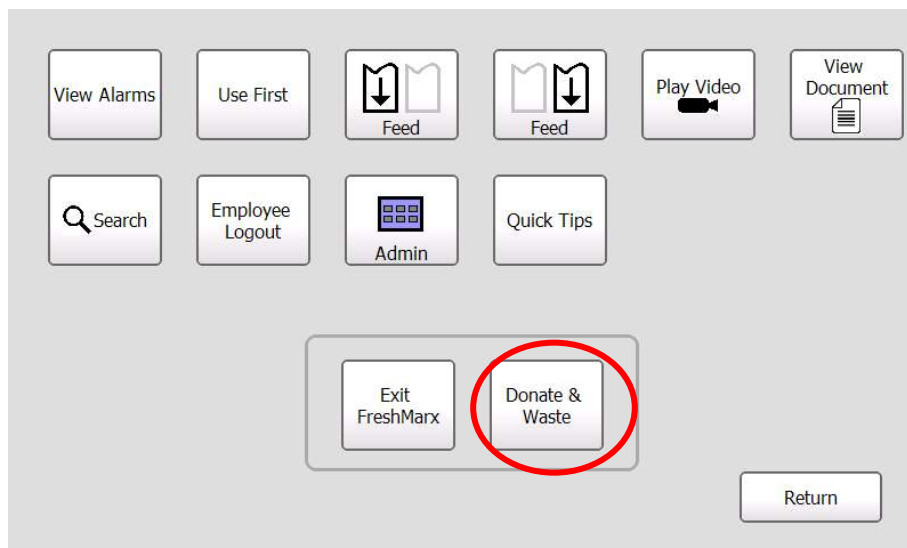 View Alarms
Use First
Feed
Feed
Play Video
View
Document
Search
Employee
Logout
Admin
Quick Tips
Exit
FreshMarx
Donate &
Waste
Return